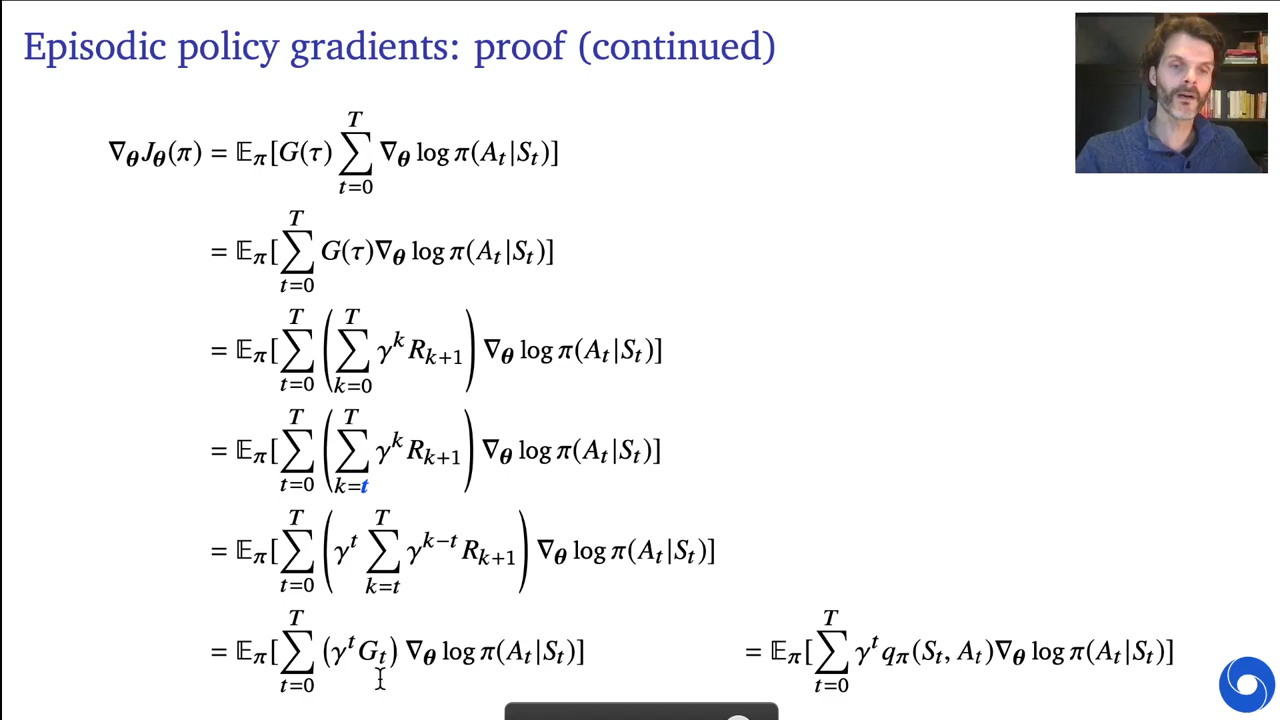 Episodic policy gradients: proof (continued)
∇_θ J_θ(π) = 𝔼_π[G(τ) ∑_{t=0}^{T} ∇_θ log π(A_t|S_t)]
= 𝔼_π[∑_{t=0}^{T} G(τ)∇_θ log π(A_t|S_t)]
= 𝔼_π[∑_{t=0}^{T} (∑_{k=0}^{T} γ^k R_{k+1}) ∇_θ log π(A_t|S_t)]
= 𝔼_π[∑_{t=0}^{T} (∑_{k=t}^{T} γ^k R_{k+1}) ∇_θ log π(A_t|S_t)]
= 𝔼_π[∑_{t=0}^{T} (γ^t ∑_{k=t}^{T} γ^{k−t} R_{k+1}) ∇_θ log π(A_t|S_t)]
= 𝔼_π[∑_{t=0}^{T} (γ^t G_t) ∇_θ log π(A_t|S_t)] = 𝔼_π[∑_{t=0}^{T} γ^t q_π(S_t, A_t)∇_θ log π(A_t|S_t)]